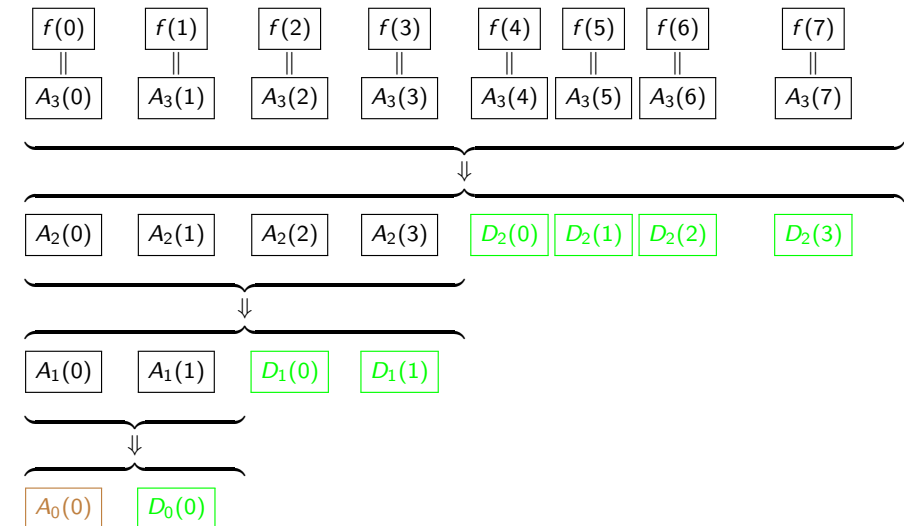 f(0) f(1) f(2) f(3) f(4) f(5) f(6) f(7)
|| || || || || || || ||
A₃(0) A₃(1) A₃(2) A₃(3) A₃(4) A₃(5) A₃(6) A₃(7)
⇓
A₂(0) A₂(1) A₂(2) A₂(3) D₂(0) D₂(1) D₂(2) D₂(3)
⇓
A₁(0) A₁(1) D₁(0) D₁(1)
⇓
A₀(0) D₀(0)